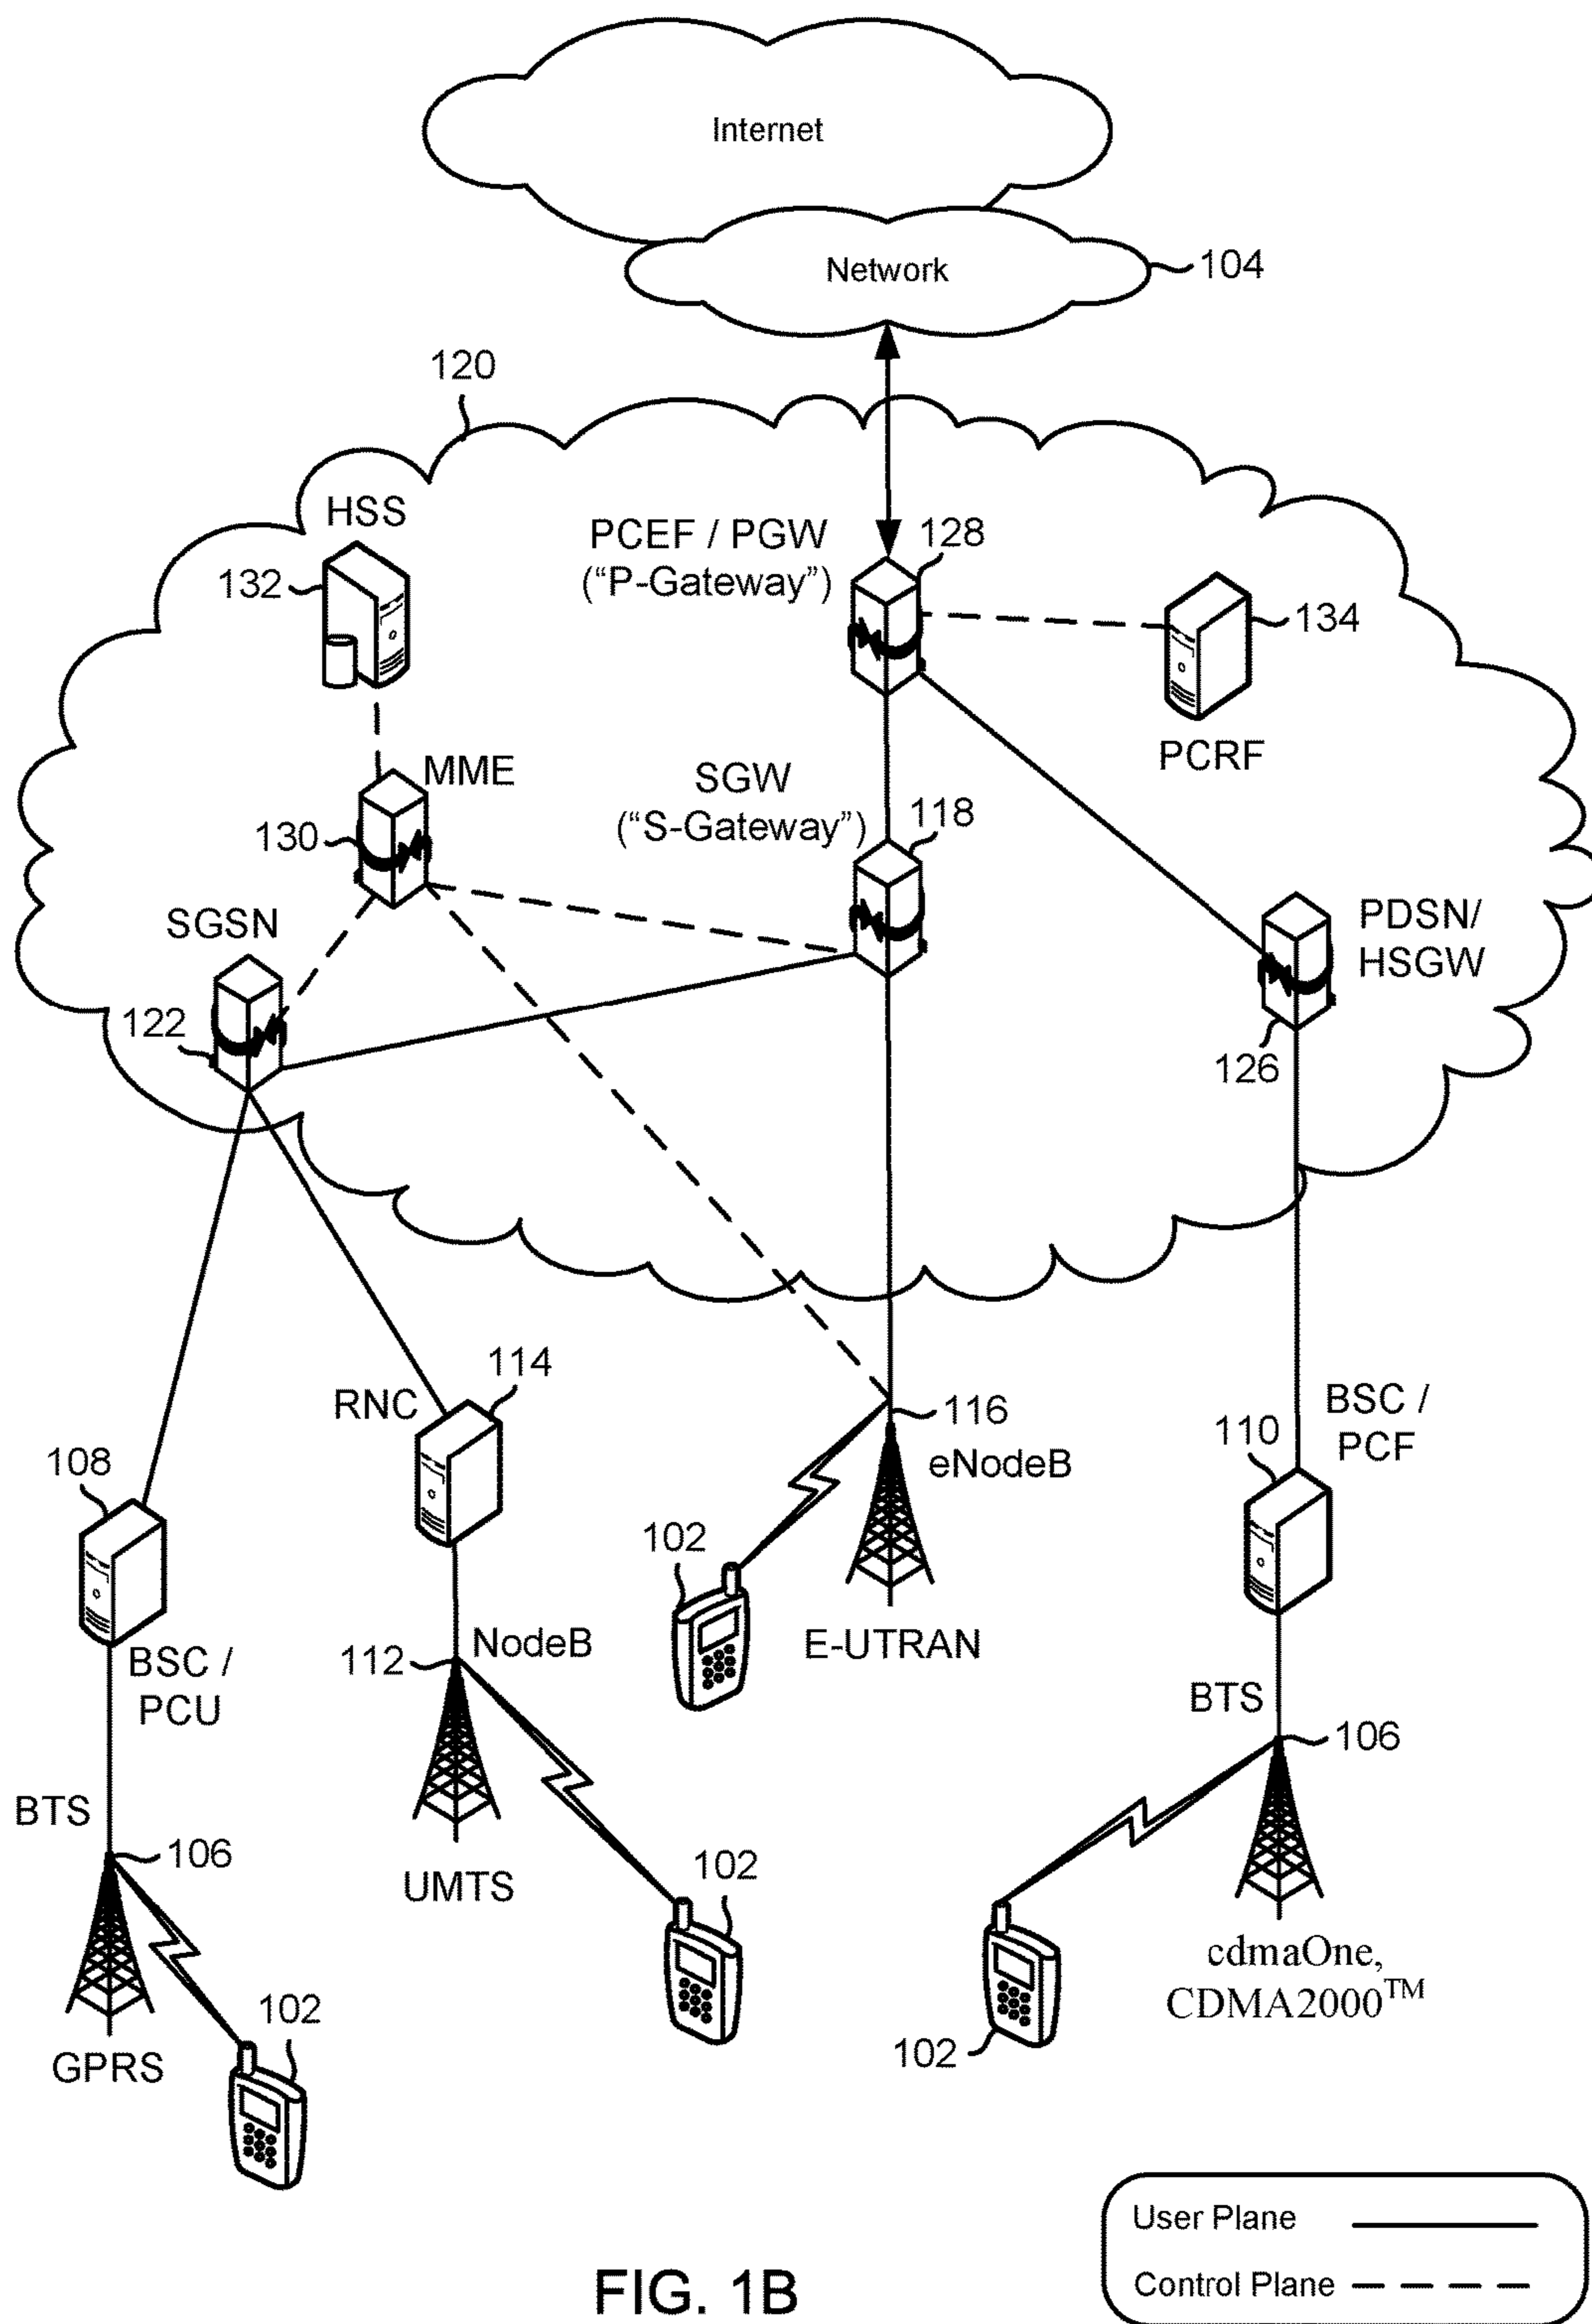 Internet
Network
104
120
HSS
132
PCEF / PGW
(“P-Gateway”)
128
134
PCRF
MME
130
SGW
(“S-Gateway”)
118
SGSN
122
PDSN/
HSGW
126
114
RNC
116
eNodeB
BSC /
PCF
110
108
102
E-UTRAN
NodeB
112
BSC /
PCU
BTS
106
BTS
106
UMTS
102
cdmaOne,
CDMA2000™
102
102
GPRS
User Plane
Control Plane
FIG. 1B